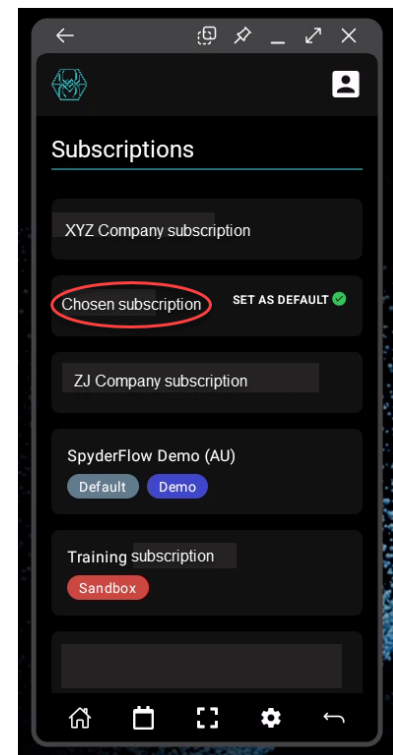 Subscriptions
XYZ Company subscription
Chosen subscription SET AS DEFAULT
ZJ Company subscription
SpyderFlow Demo (AU)
Default Demo
Training subscription
Sandbox